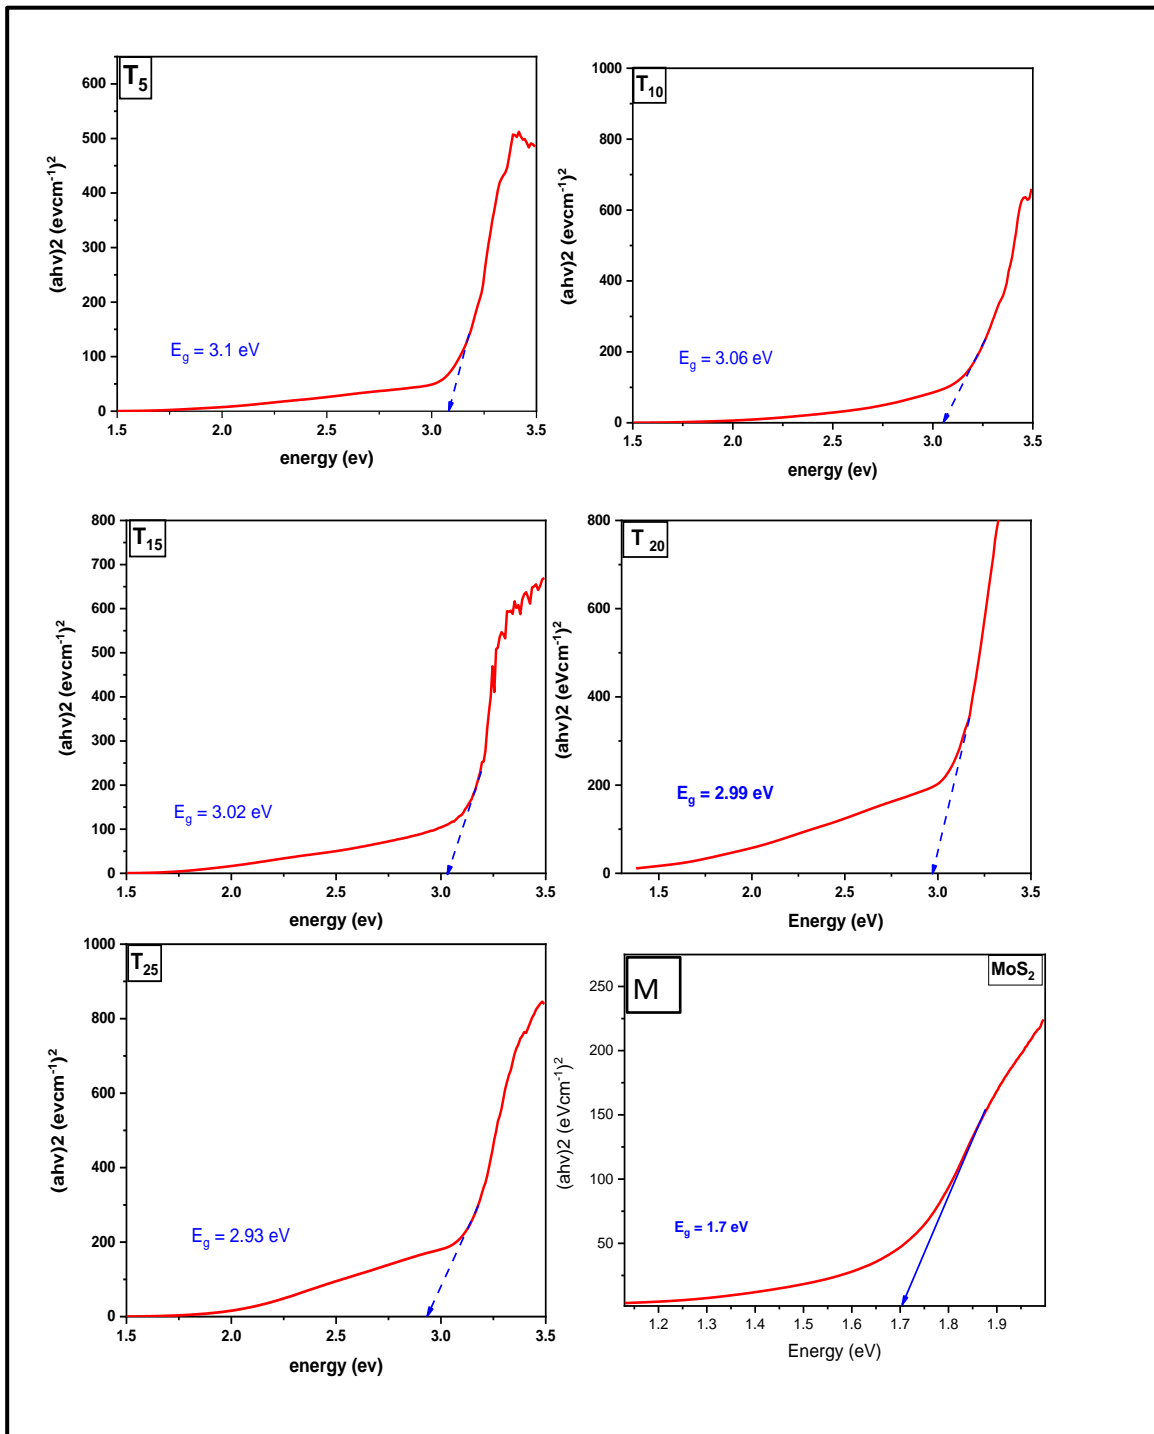 T5
600
500
400
300
200
100
0
(ahv)2 (evcm-1)2
Eg = 3.1 eV
1.5 2.0 2.5 3.0 3.5
energy (ev)
T10
1000
800
600
400
200
0
(ahv)2 (evcm-1)2
Eg = 3.06 eV
1.5 2.0 2.5 3.0 3.5
energy (ev)
T15
800
700
600
500
400
300
200
100
0
(ahv)2 (evcm-1)2
Eg = 3.02 eV
1.5 2.0 2.5 3.0 3.5
energy (ev)
T 20
800
600
400
200
0
(ahv)2 (eVcm-1)2
Eg = 2.99 eV
1.5 2.0 2.5 3.0 3.5
Energy (eV)
T25
1000
800
600
400
200
0
(ahv)2 (evcm-1)2
Eg = 2.93 eV
1.5 2.0 2.5 3.0 3.5
energy (ev)
M
MoS2
250
200
150
100
50
(ahv)2 (eVcm-1)2
Eg = 1.7 eV
1.2 1.3 1.4 1.5 1.6 1.7 1.8 1.9
Energy (eV)